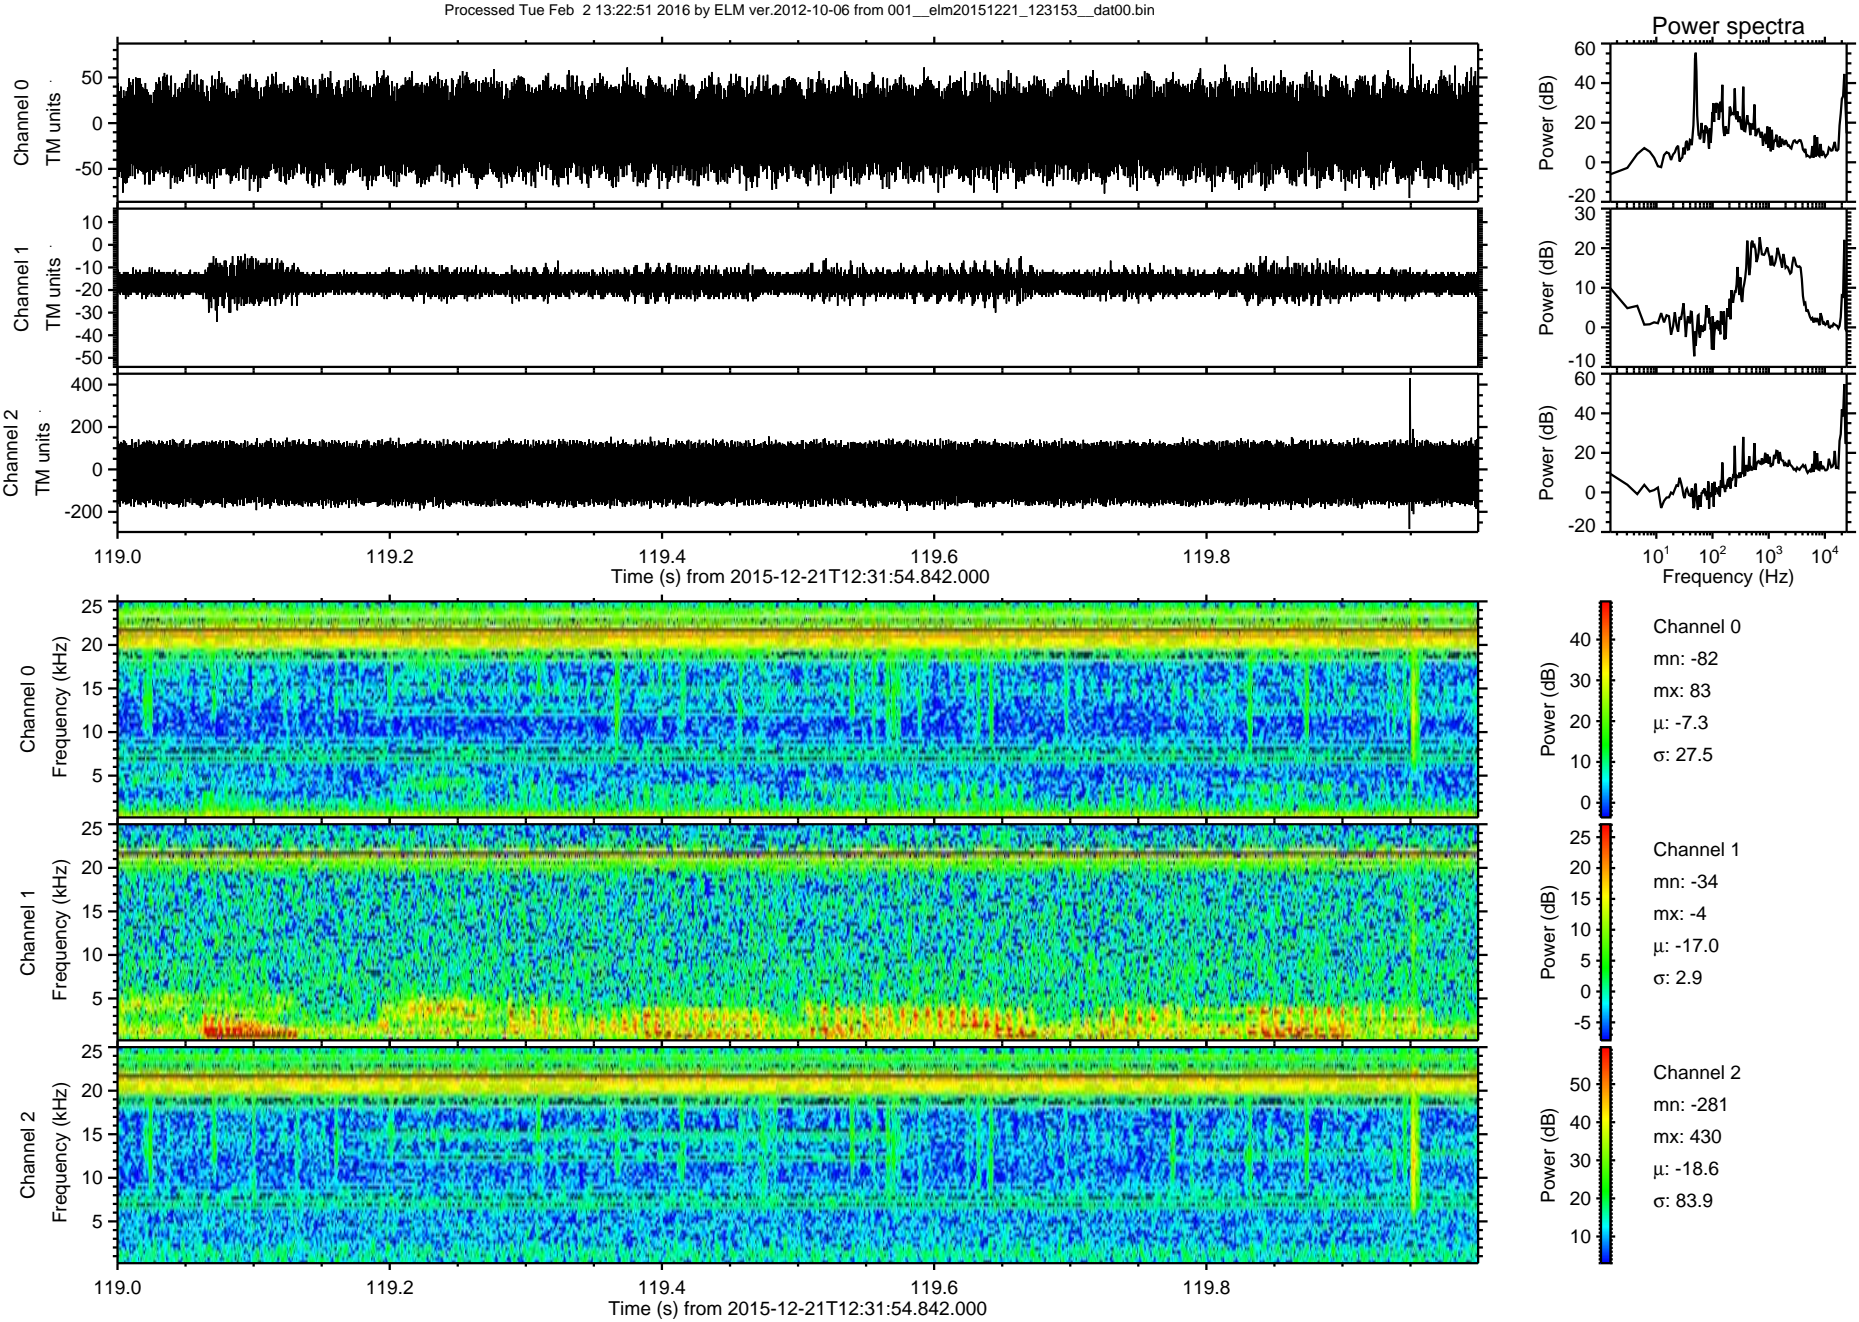 Processed Tue Feb  2 13:22:51 2016 by ELM ver.2012-10-06 from 001__elm20151221_123153__dat00.bin
Power spectra
Channel 0
TM units
50
0
-50
Power (dB)
60
40
20
0
-20
Channel 1
TM units
10
0
-10
-20
-30
-40
-50
Power (dB)
30
20
10
0
-10
Channel 2
TM units
400
200
0
-200
Power (dB)
60
40
20
0
-20
119.0 119.2 119.4 119.6 119.8
Time (s) from 2015-12-21T12:31:54.842.000
10¹ 10² 10³ 10⁴
Frequency (Hz)
Channel 0
Frequency (kHz)
25
20
15
10
5
Power (dB)
40
30
20
10
0
Channel 0
mn: -82
mx: 83
µ: -7.3
σ: 27.5
Channel 1
Frequency (kHz)
25
20
15
10
5
Power (dB)
25
20
15
10
5
0
-5
Channel 1
mn: -34
mx: -4
µ: -17.0
σ: 2.9
Channel 2
Frequency (kHz)
25
20
15
10
5
Power (dB)
50
40
30
20
10
Channel 2
mn: -281
mx: 430
µ: -18.6
σ: 83.9
119.0 119.2 119.4 119.6 119.8
Time (s) from 2015-12-21T12:31:54.842.000